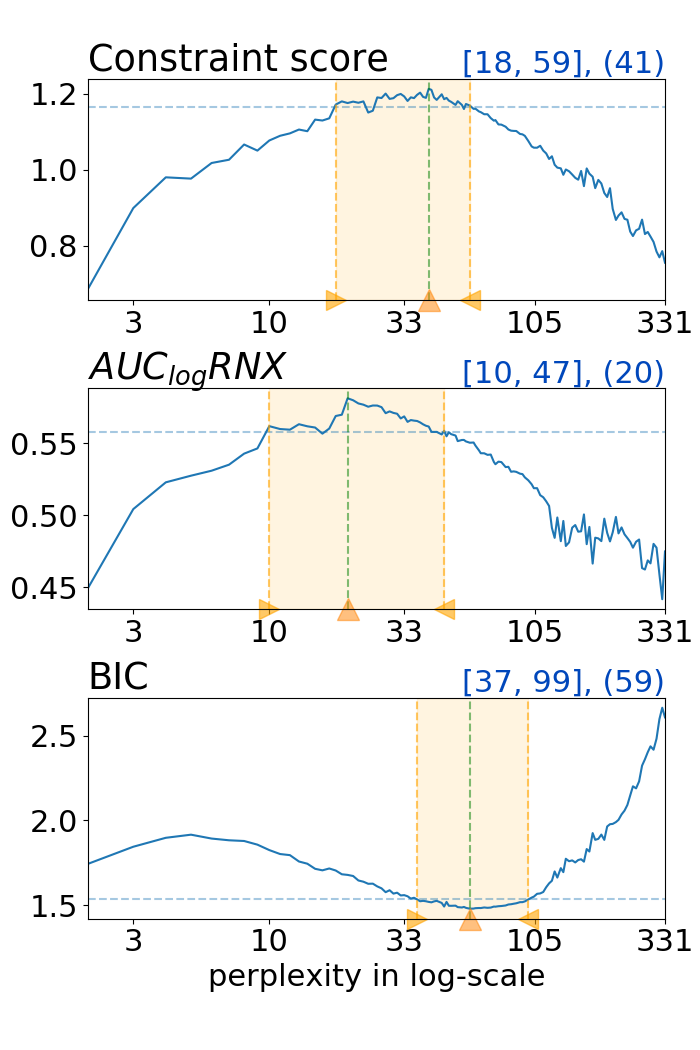 Constraint score [18, 59], (41)
1.2
1.0
0.8
3 10 33 105 331
AUC_{log}RNX [10, 47], (20)
0.55
0.50
0.45
3 10 33 105 331
BIC [37, 99], (59)
2.5
2.0
1.5
3 10 33 105 331
perplexity in log-scale